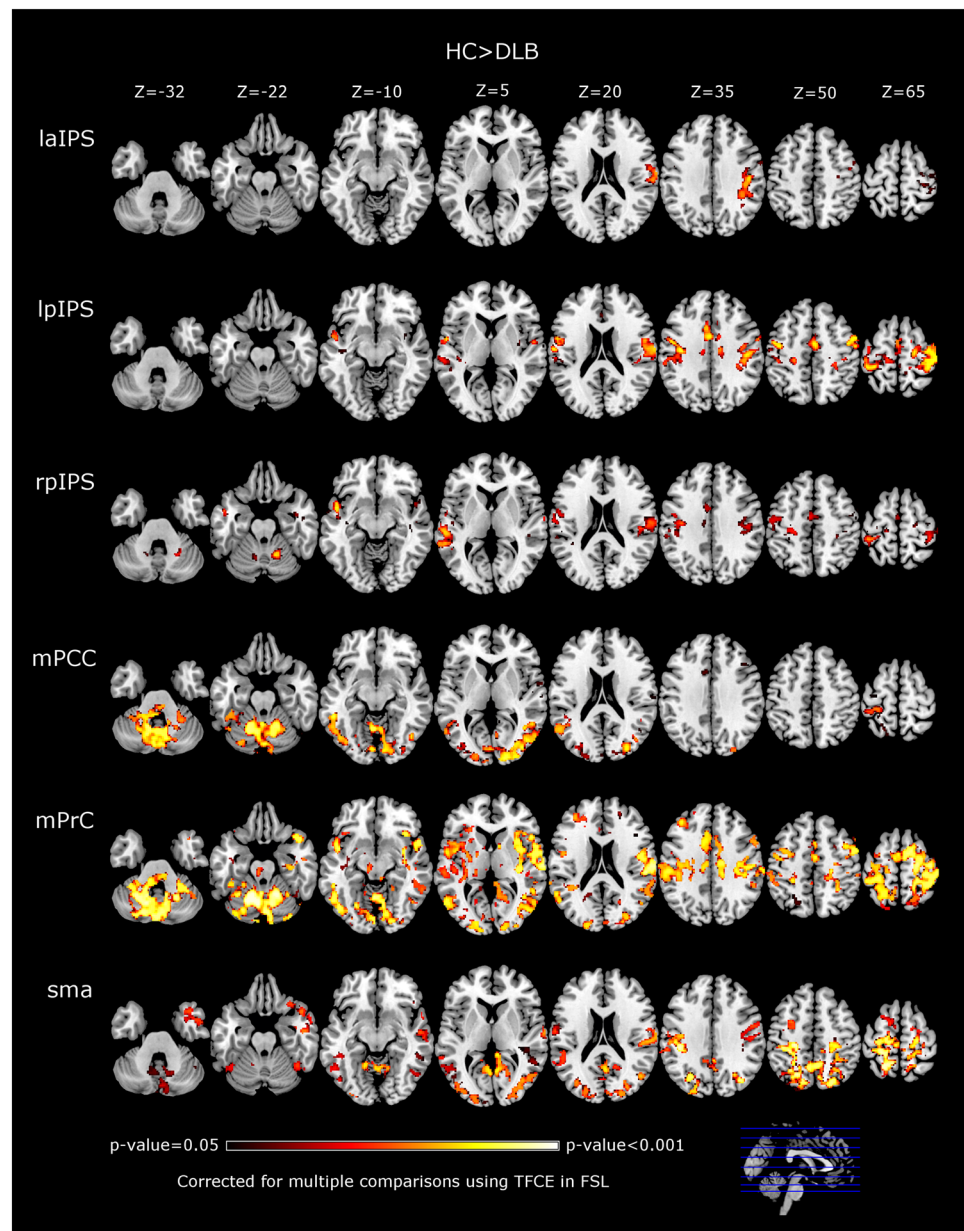 HC>DLB
Z=-32 Z=-22 Z=-10 Z=5 Z=20 Z=35 Z=50 Z=65
laIPS
lpIPS
rpIPS
mPCC
mPrC
sma
p-value=0.05 p-value<0.001
Corrected for multiple comparisons using TFCE in FSL